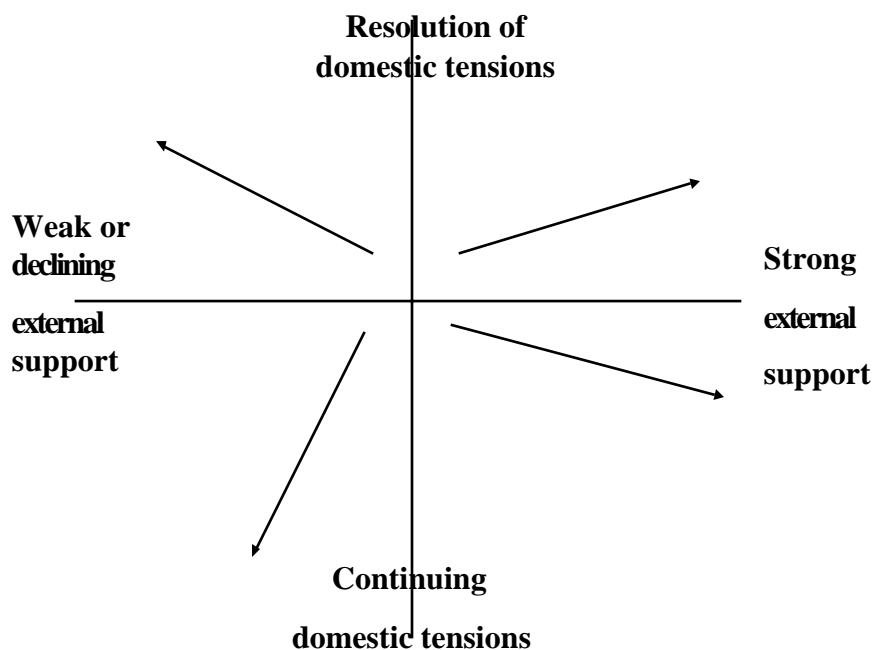 Resolution of
domestic tensions
Weak or
declining
external
support
Strong
external
support
Continuing
domestic tensions